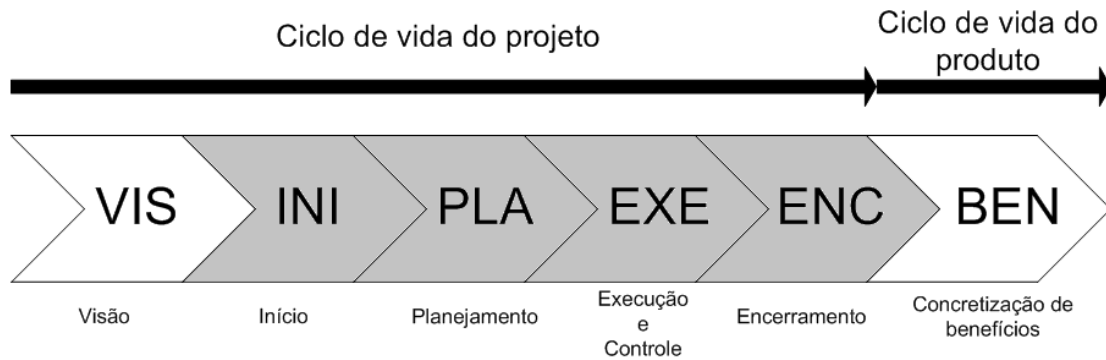 Ciclo de vida do projeto
Ciclo de vida do
produto
VIS
INI
PLA
EXE
ENC
BEN
Visão
Início
Planejamento
Execução
e
Controle
Encerramento
Concretização de
benefícios